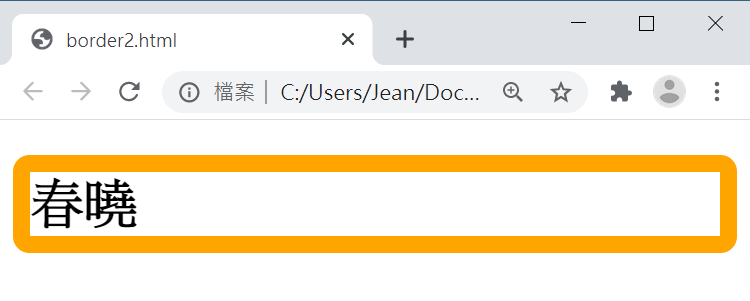 border2.html
檔案 C:/Users/Jean/Doc...
春曉